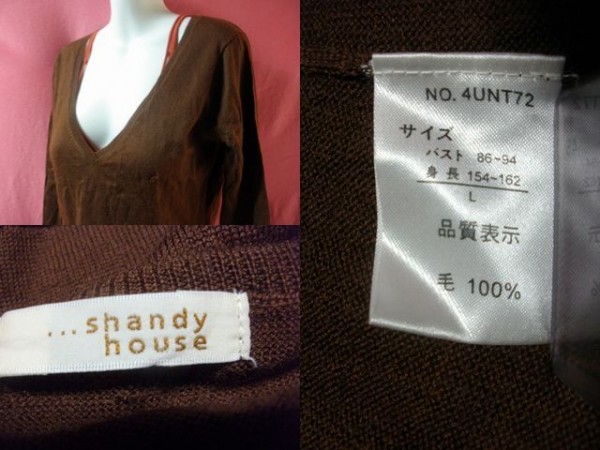 NO. 4UNT72
サイズ
バスト 86~94
身長 154~162
L
品質表示
毛 100%
...shandy
house